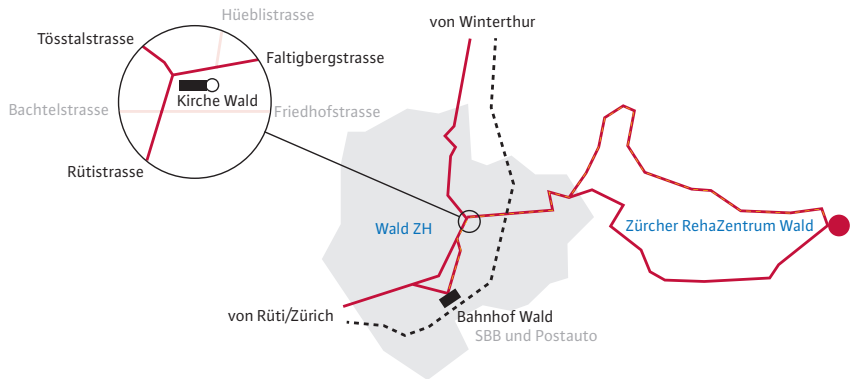 Hüeblistrasse
von Winterthur
Tösstalstrasse
Faltigbergstrasse
Kirche Wald
Bachtelstrasse
Friedhofstrasse
Rütistrasse
Wald ZH
Zürcher RehaZentrum Wald
von Rüti/Zürich
Bahnhof Wald
SBB und Postauto